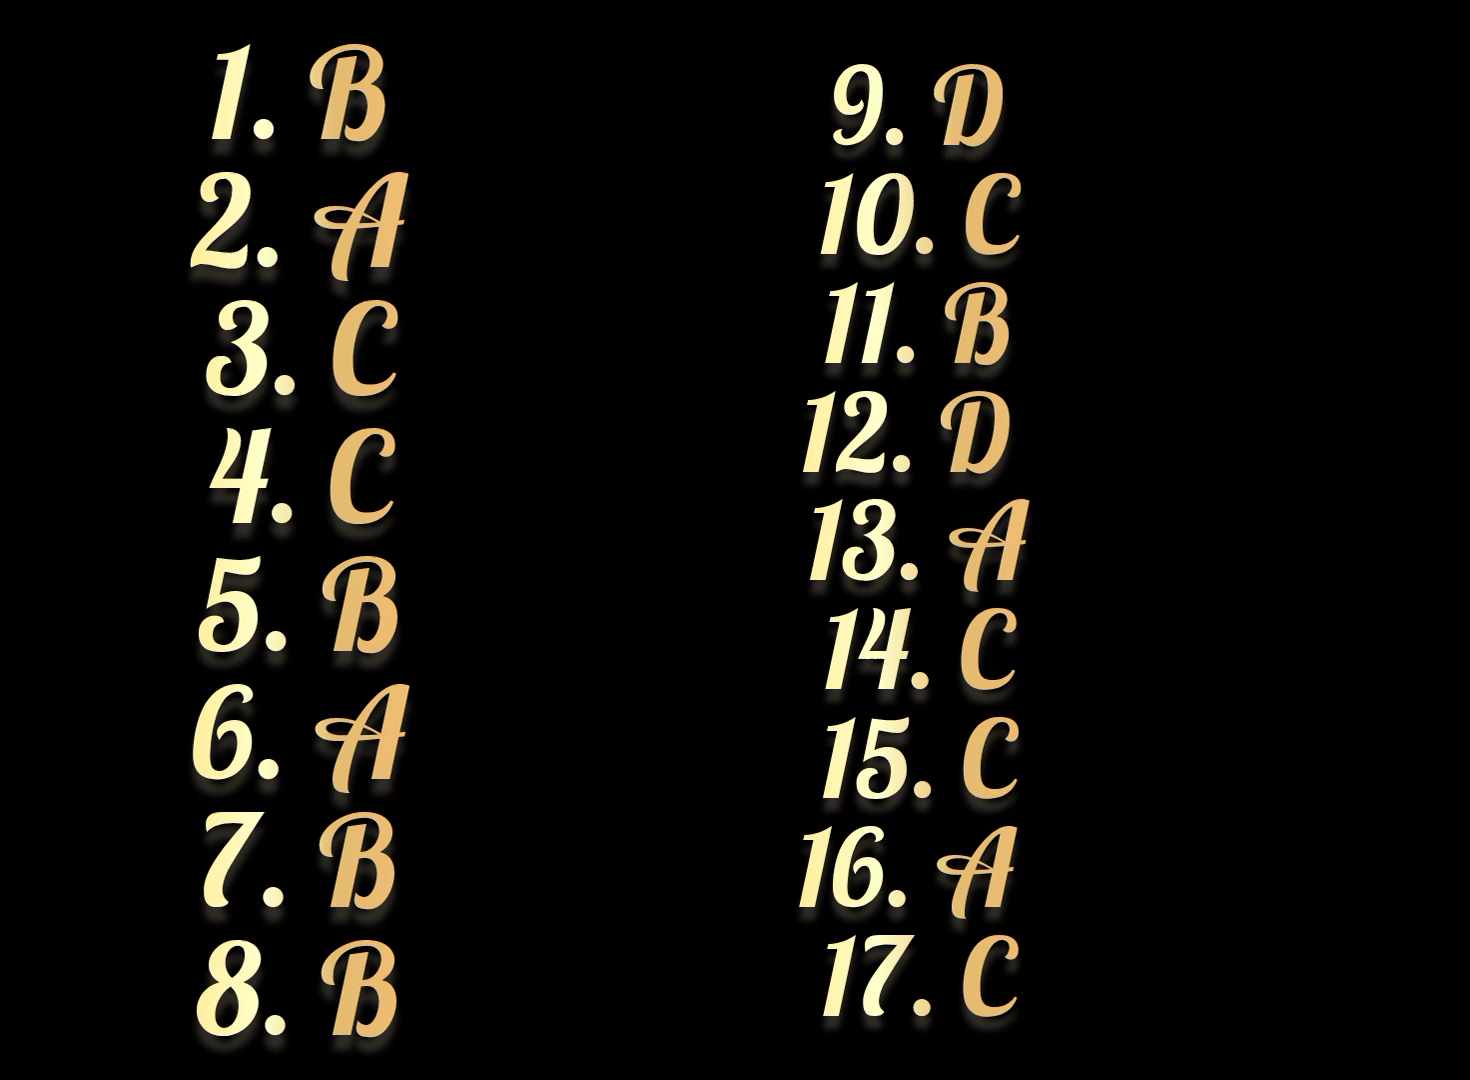 1. B
2. A
3. C
4. C
5. B
6. A
7. B
8. B
9. D
10. C
11. B
12. D
13. A
14. C
15. C
16. A
17. C